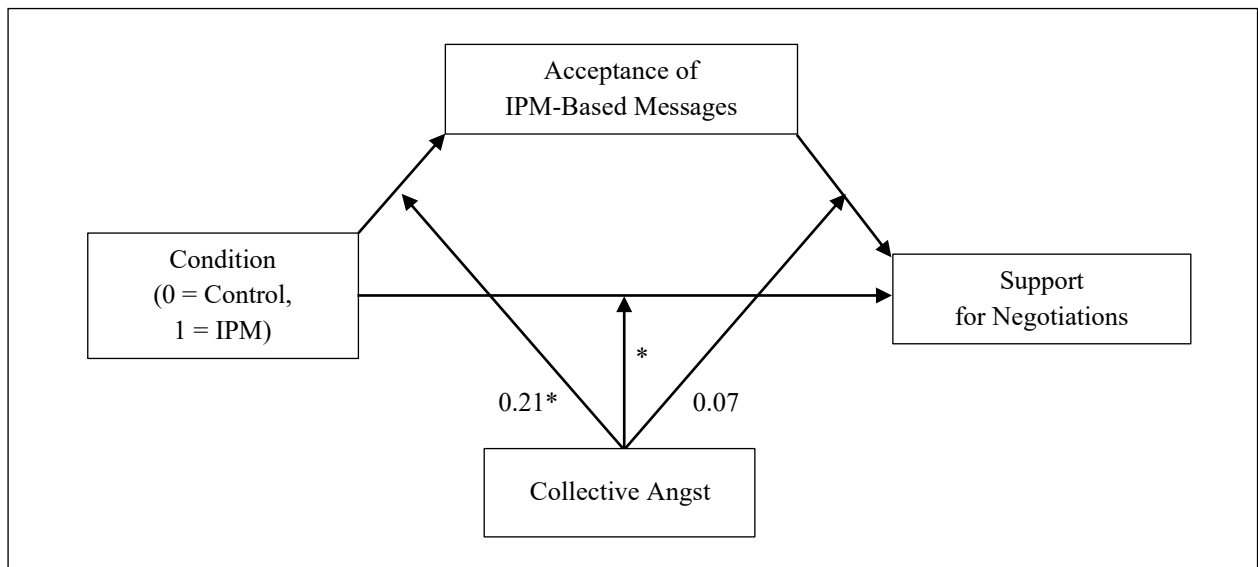 Acceptance of
IPM-Based Messages
Condition
(0 = Control,
1 = IPM)
Support
for Negotiations
*
0.21*
0.07
Collective Angst